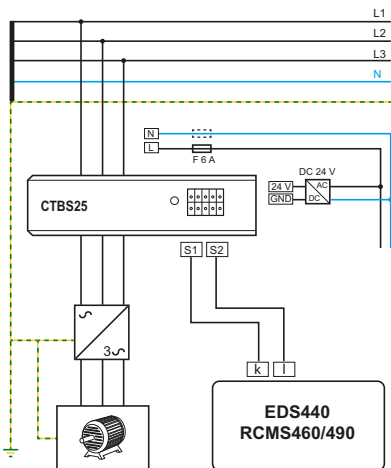 L1
L2
L3
N
N
L
F 6 A
DC 24 V
24 V
GND
AC
DC
CTBS25
S1 S2
3
k l
EDS440
RCMS460/490